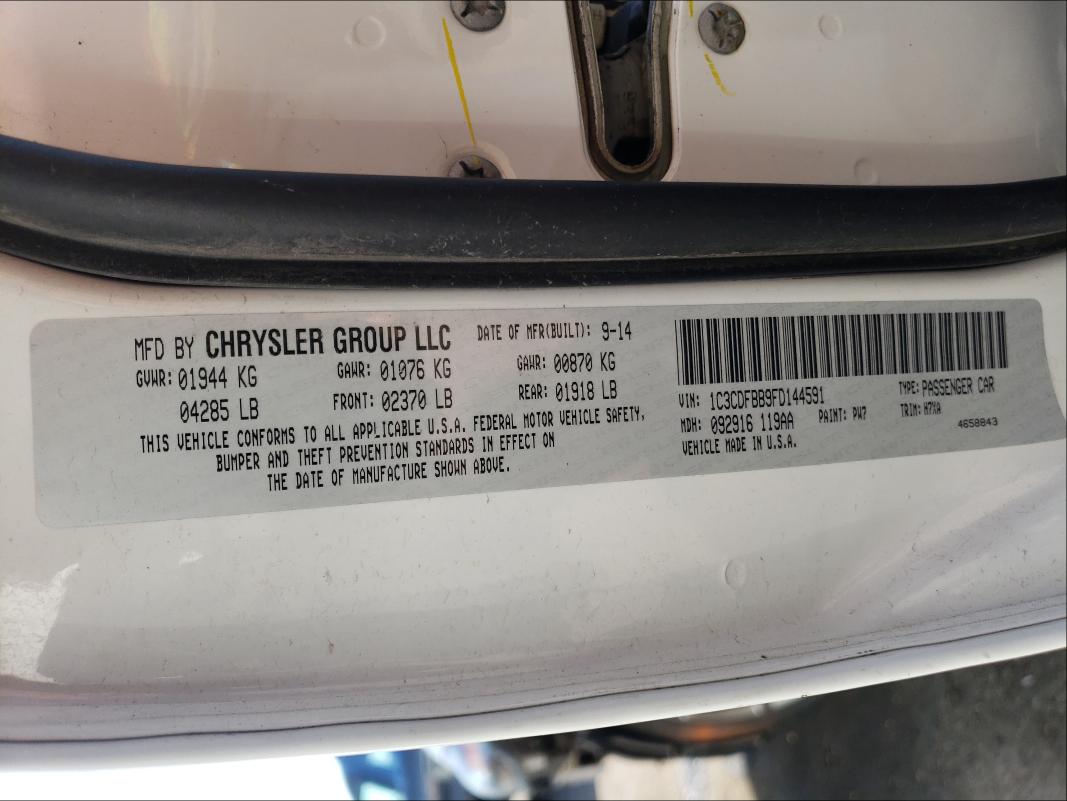 MFD BY CHRYSLER GROUP LLC DATE OF MFR(BUILT): 9-14
GVWR: 01944 KG GAWR: 01076 KG GAWR: 00870 KG
04285 LB FRONT: 02370 LB REAR: 01918 LB
THIS VEHICLE CONFORMS TO ALL APPLICABLE U.S.A. FEDERAL MOTOR VEHICLE SAFETY,
BUMPER AND THEFT PREVENTION STANDARDS IN EFFECT ON
THE DATE OF MANUFACTURE SHOWN ABOVE.
VIN: 1C3CDFBB9FD144591 TYPE: PASSENGER CAR
MDH: 092916 119AA PAINT: PW7 TRIM: H7XA
VEHICLE MADE IN U.S.A. 4658843